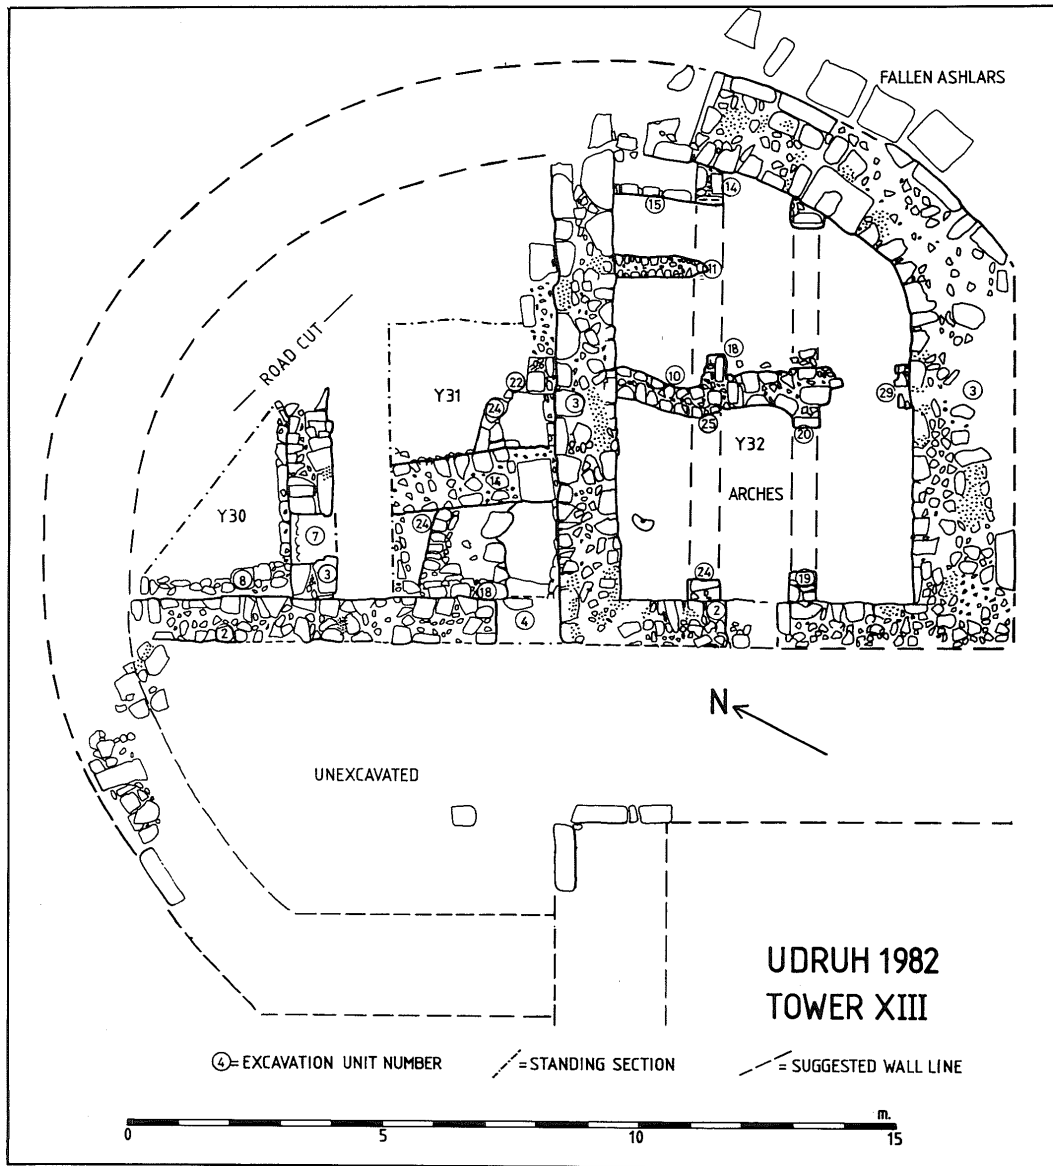 FALLEN ASHLARS
14
15
11
ROAD CUT
18
10
22
Y31
3
29
3
24
25
20
Y32
14
ARCHES
Y30
24
7
24
19
8
3
18
2
4
2
N
UNEXCAVATED
UDRUH 1982
TOWER XIII
4 = EXCAVATION UNIT NUMBER
= STANDING SECTION
= SUGGESTED WALL LINE
m.
0 5 10 15